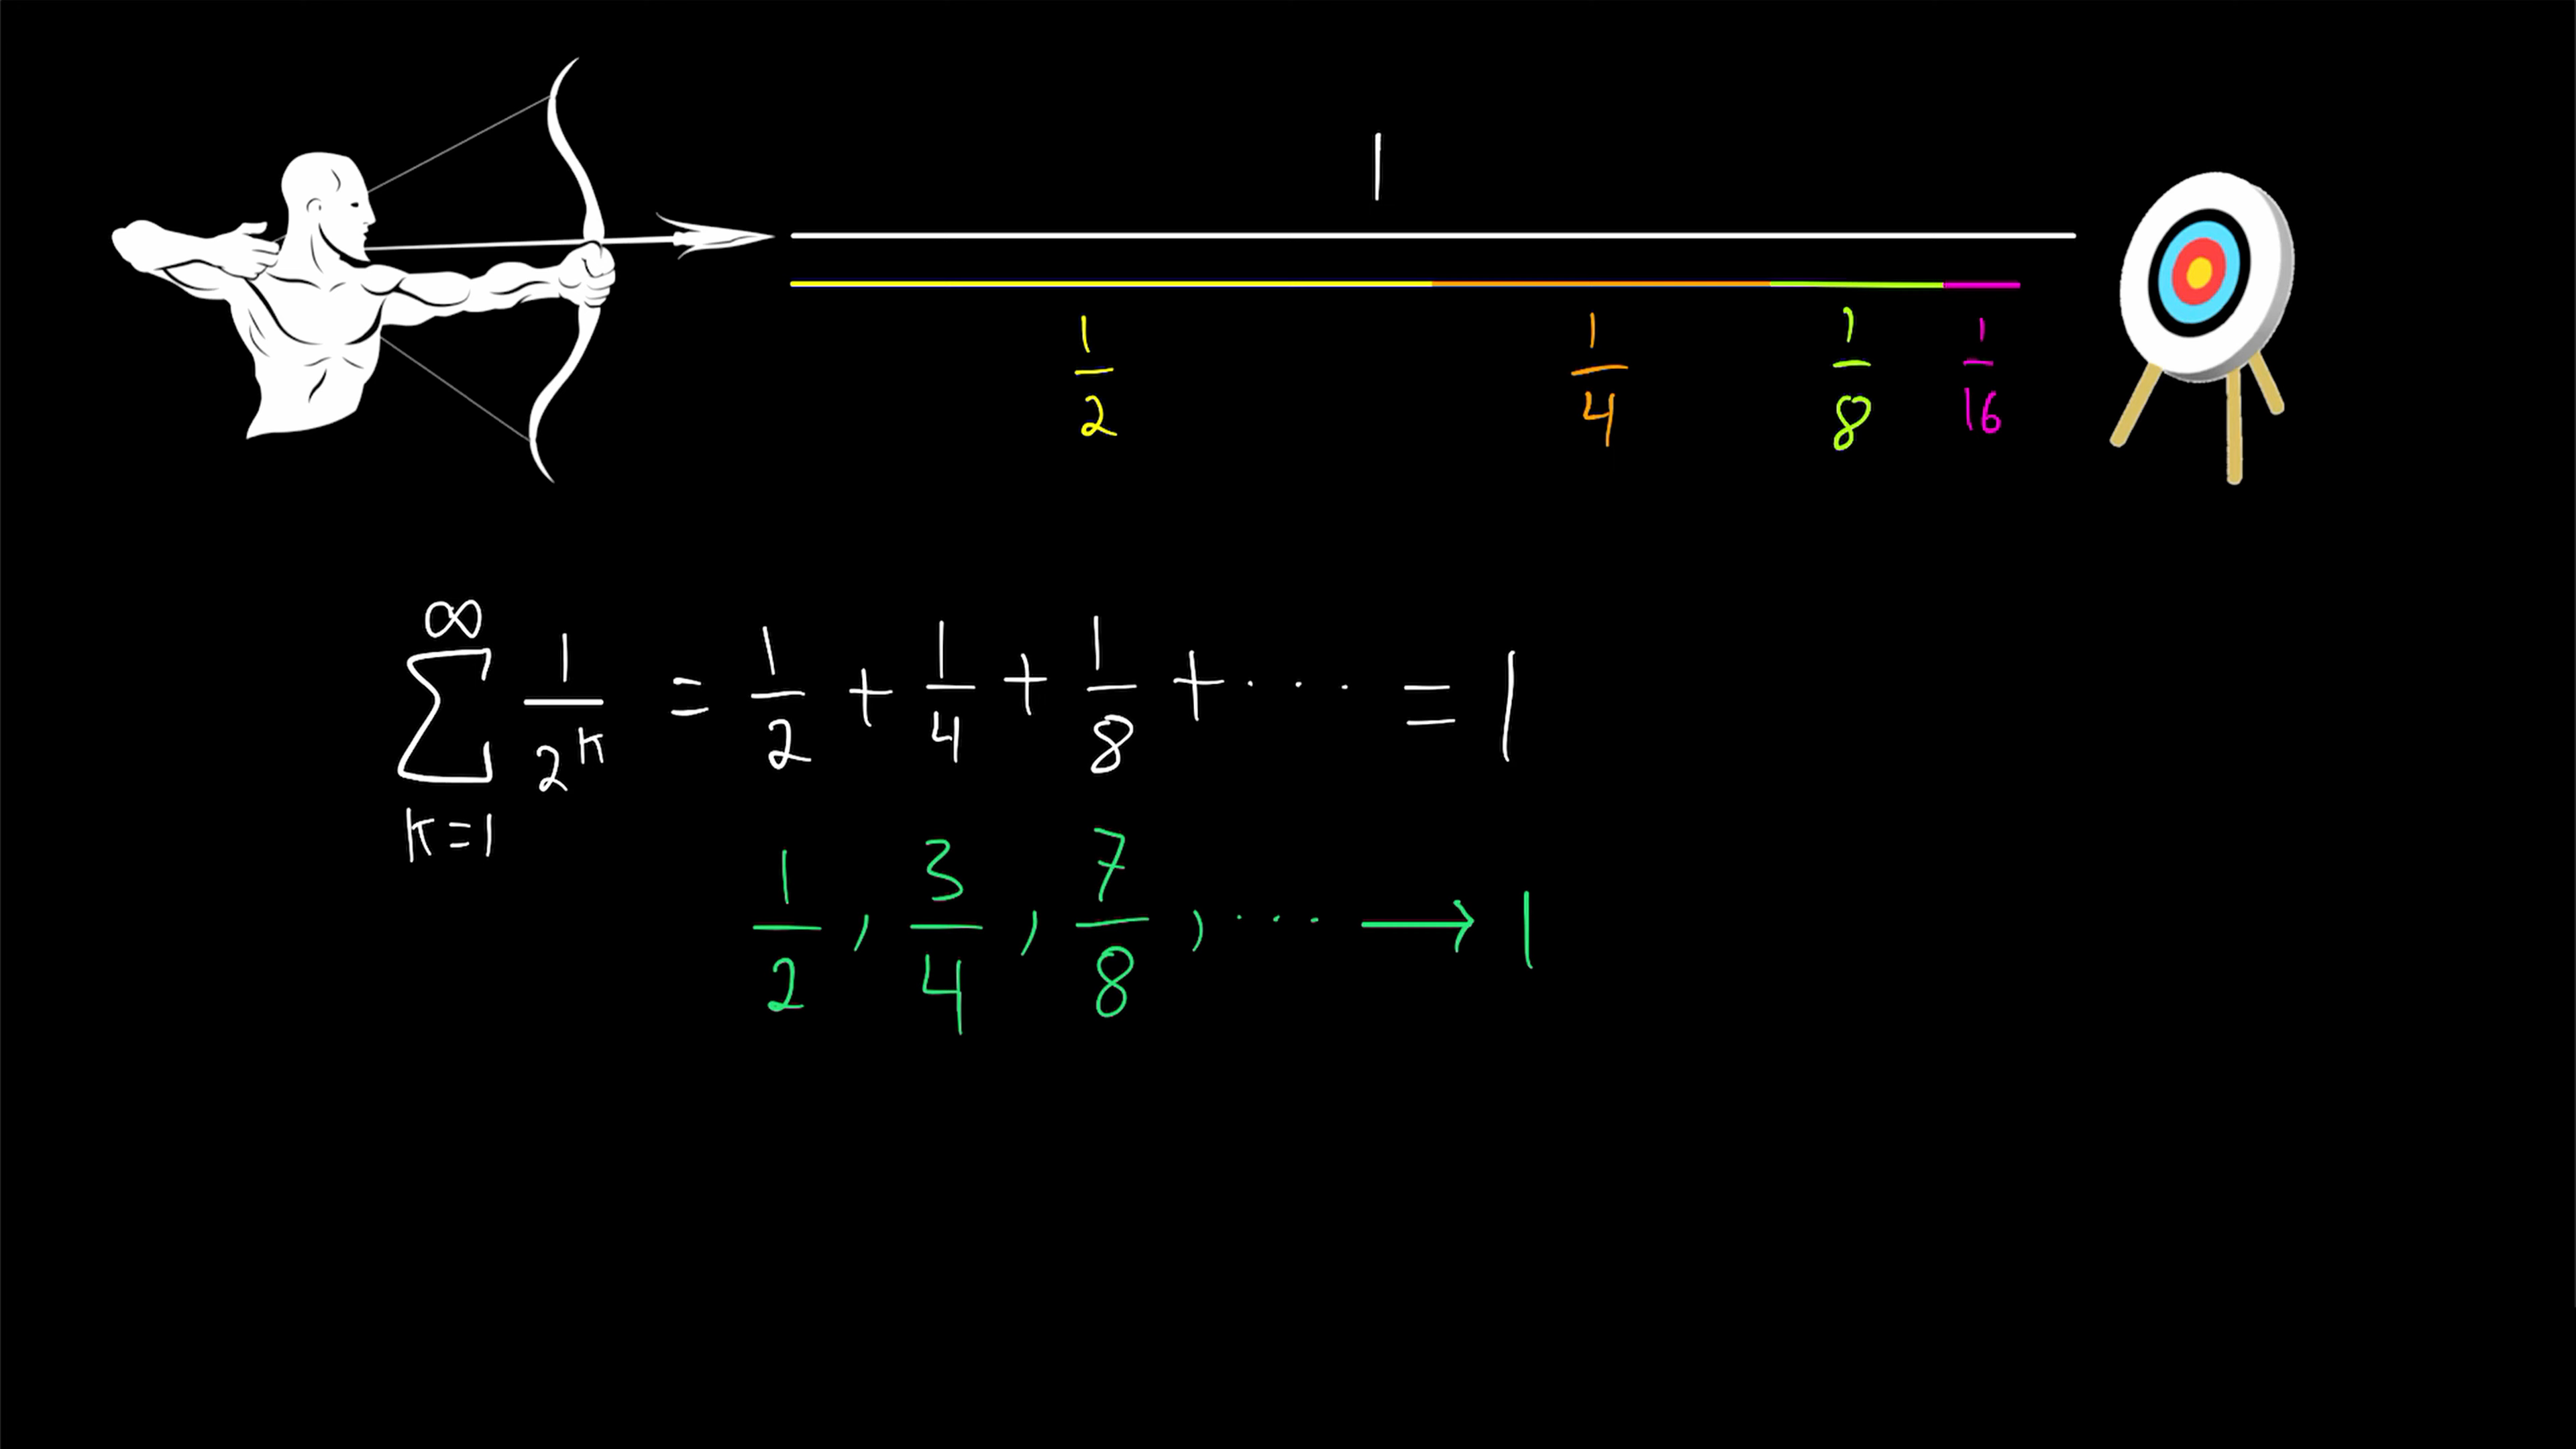 1
1/2 1/4 1/8 1/16
∞
∑ 1/2^k = 1/2 + 1/4 + 1/8 + · · · = 1
k=1
1/2 , 3/4 , 7/8 , · · · → 1